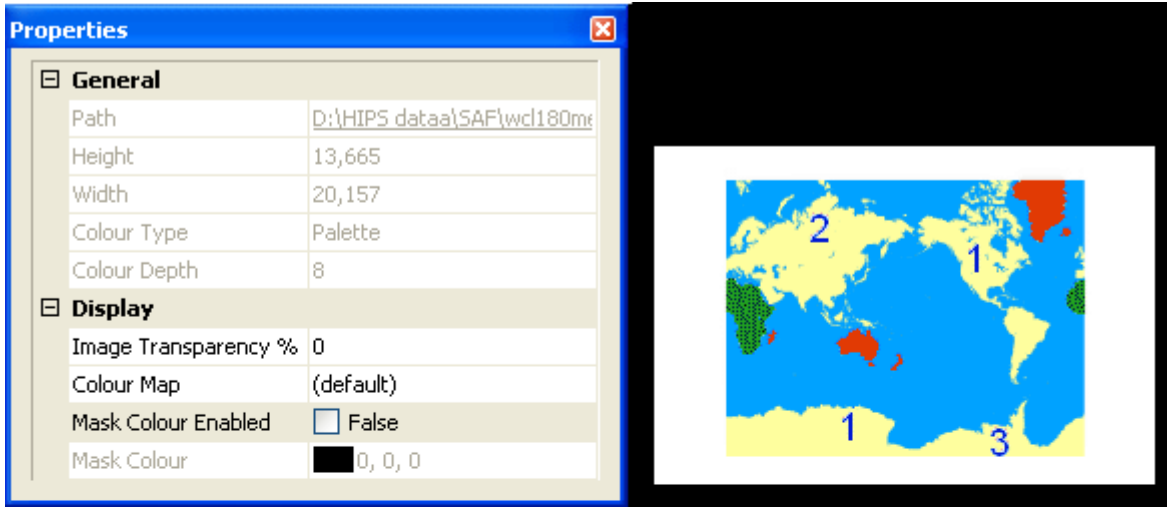 Properties
General
Path D:\HIPS dataa\SAF\wcl180me
Height 13,665
Width 20,157
Colour Type Palette
Colour Depth 8
Display
Image Transparency % 0
Colour Map (default)
Mask Colour Enabled False
Mask Colour 0, 0, 0
2
1
1
3